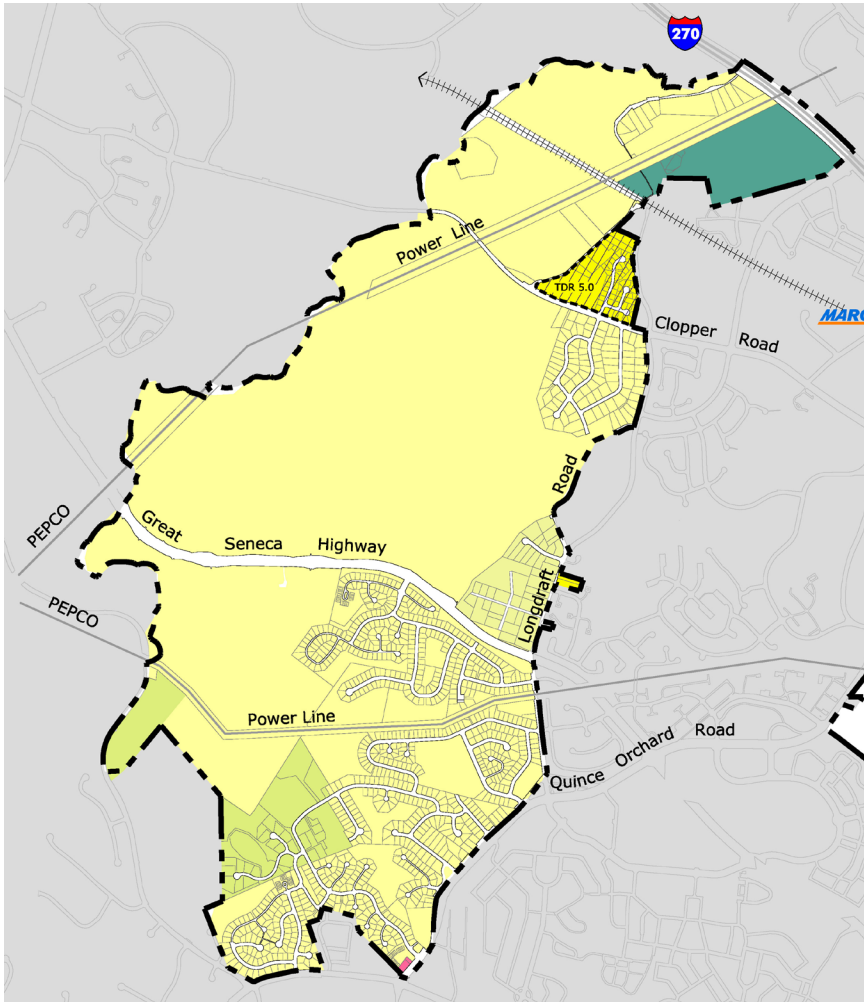 270
Power Line
TDR 5.0
MARC
Clopper Road
Road
PEPCO
Great Seneca Highway
Longdraft
PEPCO
Power Line
Quince Orchard Road